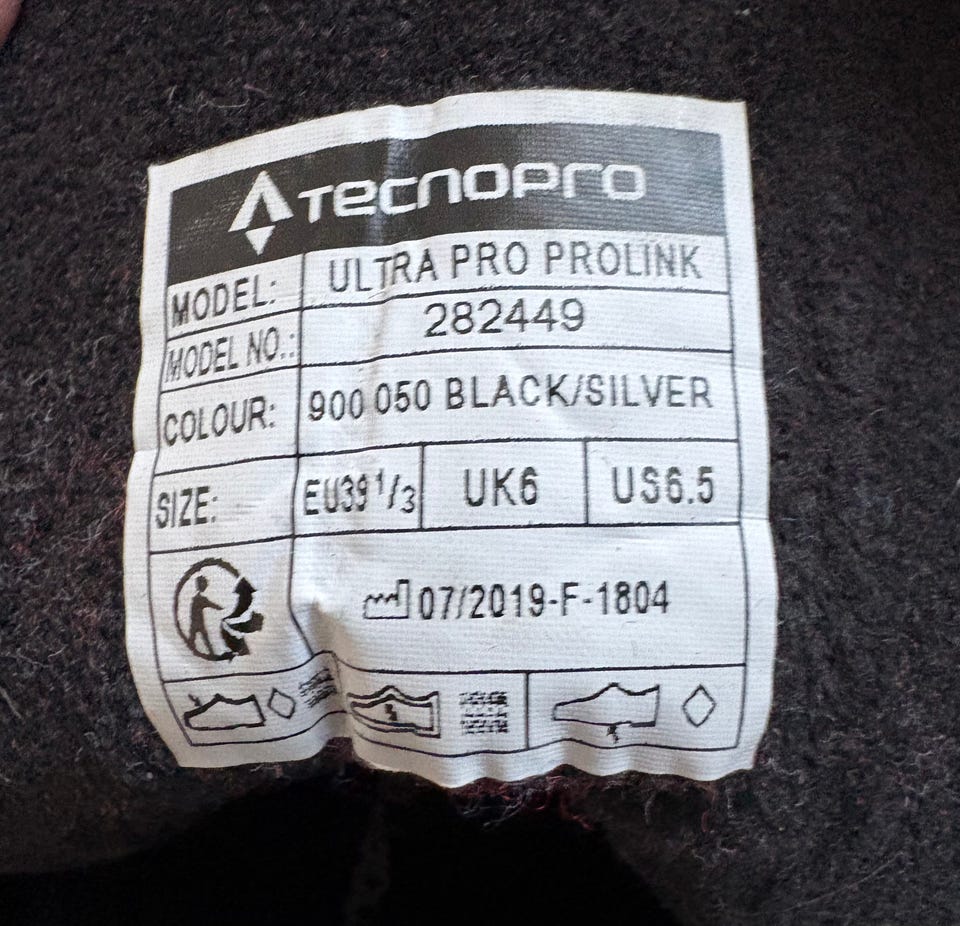 TECNOPRO
MODEL: ULTRA PRO PROLINK
MODEL NO.: 282449
COLOUR: 900 050 BLACK/SILVER
SIZE: EU39 1/3 UK6 US6.5
07/2019-F-1804